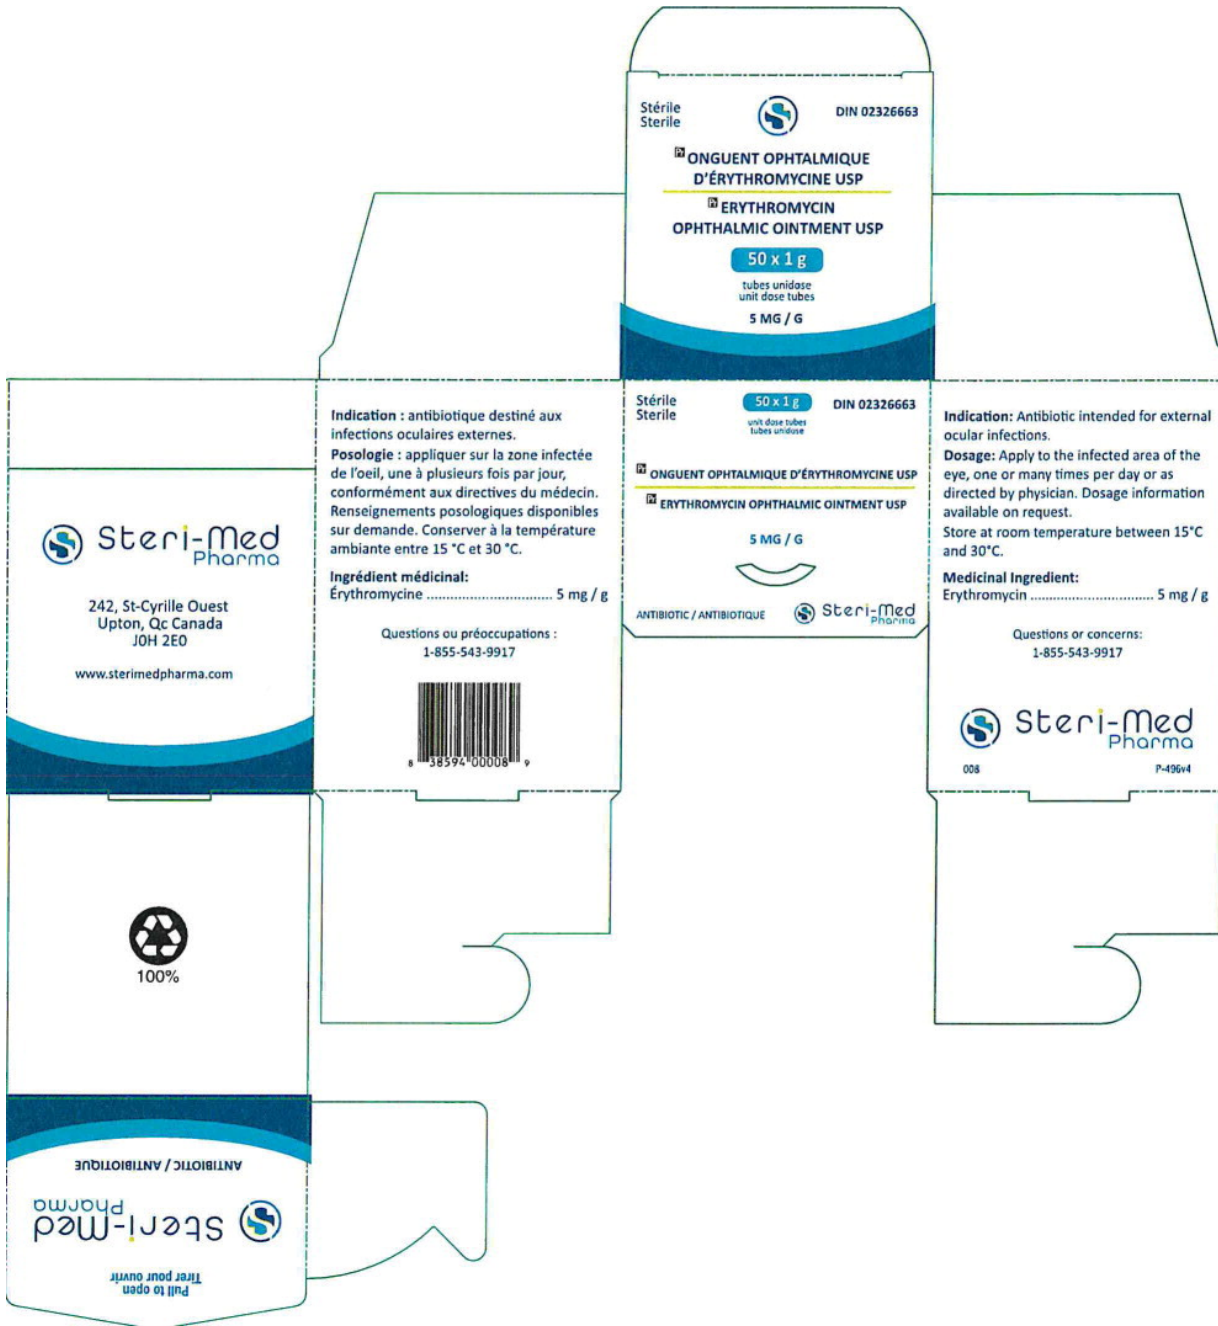 Stérile
Sterile
DIN 02326663
Pr ONGUENT OPHTALMIQUE
D'ÉRYTHROMYCINE USP
Pr ERYTHROMYCIN
OPHTHALMIC OINTMENT USP
50 x 1 g
tubes unidose
unit dose tubes
5 MG / G
Steri-Med
Pharma
242, St-Cyrille Ouest
Upton, Qc Canada
J0H 2E0
www.sterimedpharma.com
Indication : antibiotique destiné aux
infections oculaires externes.
Posologie : appliquer sur la zone infectée
de l'oeil, une à plusieurs fois par jour,
conformément aux directives du médecin.
Renseignements posologiques disponibles
sur demande. Conserver à la température
ambiante entre 15 °C et 30 °C.
Ingrédient médicinal:
Érythromycine .............................. 5 mg / g
Questions ou préoccupations :
1-855-543-9917
8 38594 00008 9
Stérile
Sterile
50 x 1 g
unit dose tubes
tubes unidose
DIN 02326663
Pr ONGUENT OPHTALMIQUE D'ÉRYTHROMYCINE USP
Pr ERYTHROMYCIN OPHTHALMIC OINTMENT USP
5 MG / G
ANTIBIOTIC / ANTIBIOTIQUE
Steri-Med
Pharma
Indication: Antibiotic intended for external
ocular infections.
Dosage: Apply to the infected area of the
eye, one or many times per day or as
directed by physician. Dosage information
available on request.
Store at room temperature between 15°C
and 30°C.
Medicinal Ingredient:
Erythromycin ............................. 5 mg / g
Questions or concerns:
1-855-543-9917
Steri-Med
Pharma
008
P-496v4
100%
Pull to open
Tirer pour ouvrir
Steri-Med
Pharma
ANTIBIOTIC / ANTIBIOTIQUE